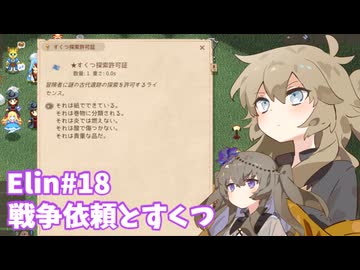 すくつ探索許可証
★すくつ探索許可証
数量: 1 重さ: 0.0s
冒険者に謎の古代遺跡の探索を許可するライ
センス。
それは紙でできている。
それは巻物に分類される。
それは炎では燃えない。
それは酸で傷つかない。
それは貴重な品だ。
Elin#18
戦争依頼とすくつ